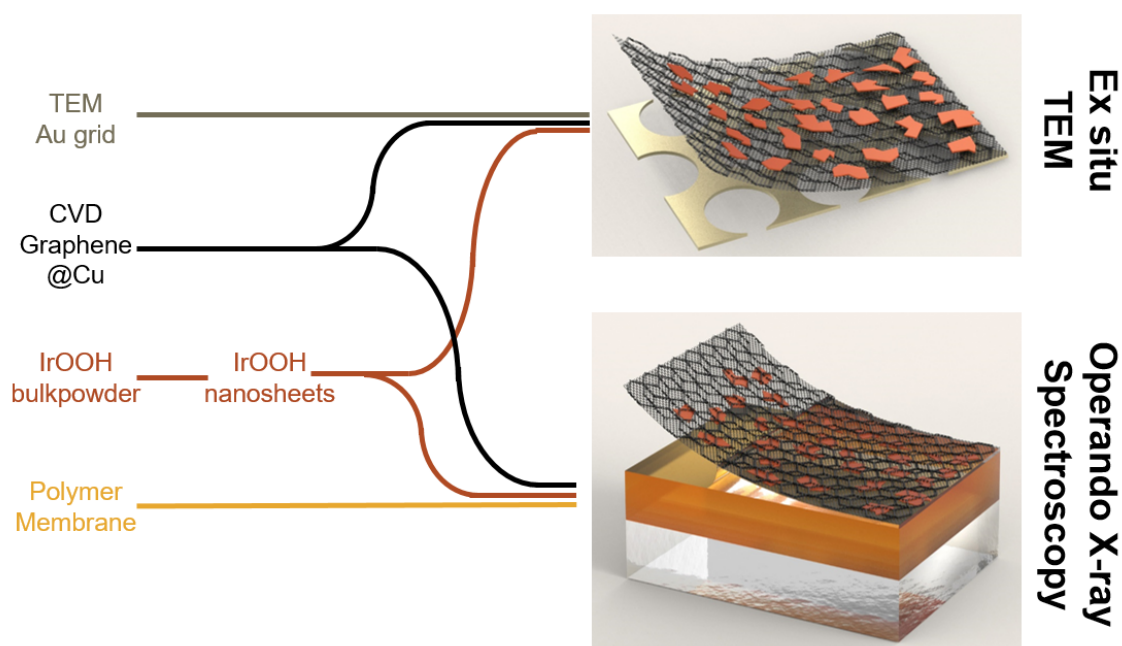 TEM
Au grid
CVD
Graphene
@Cu
IrOOH
bulkpowder
IrOOH
nanosheets
Polymer
Membrane
Ex situ
TEM
Operando X-ray
Spectroscopy